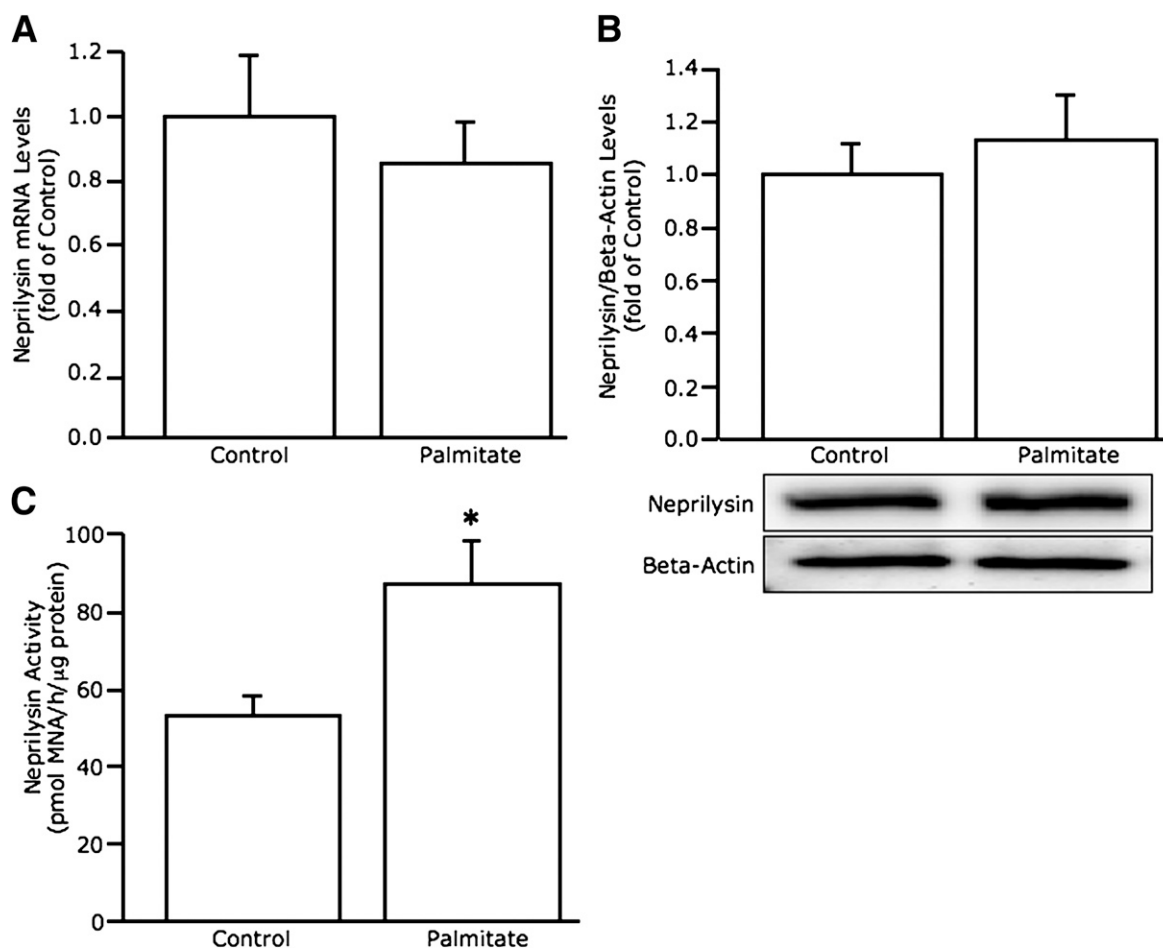 A
1.2
1.0
0.8
0.6
0.4
0.2
0.0
Neprilysin mRNA Levels
(fold of Control)
Control Palmitate
B
1.4
1.2
1.0
0.8
0.6
0.4
0.2
0.0
Neprilysin/Beta-Actin Levels
(fold of Control)
Control Palmitate
Neprilysin
Beta-Actin
C
100
80
60
40
20
0
Neprilysin Activity
(pmol MNA/h/μg protein)
*
Control Palmitate